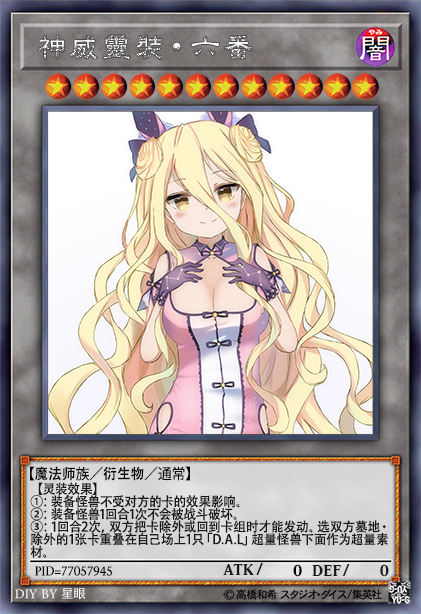 神威靈装・六番
やみ
闇
【魔法师族／衍生物／通常】
【灵装效果】
①: 装备怪兽不受对方的卡的效果影响。
②: 装备怪兽1回合1次不会被战斗破坏。
③: 1回合2次，双方把卡除外或回到卡组时才能发动。选双方墓地·
除外的1张卡重叠在自己场上1只「D.A.L」超量怪兽下面作为超量素
材。
PID=77057945
ATK/ 0 DEF/ 0
DIY BY 星眼
©高橋和希 スタジオ・ダイス/集英社